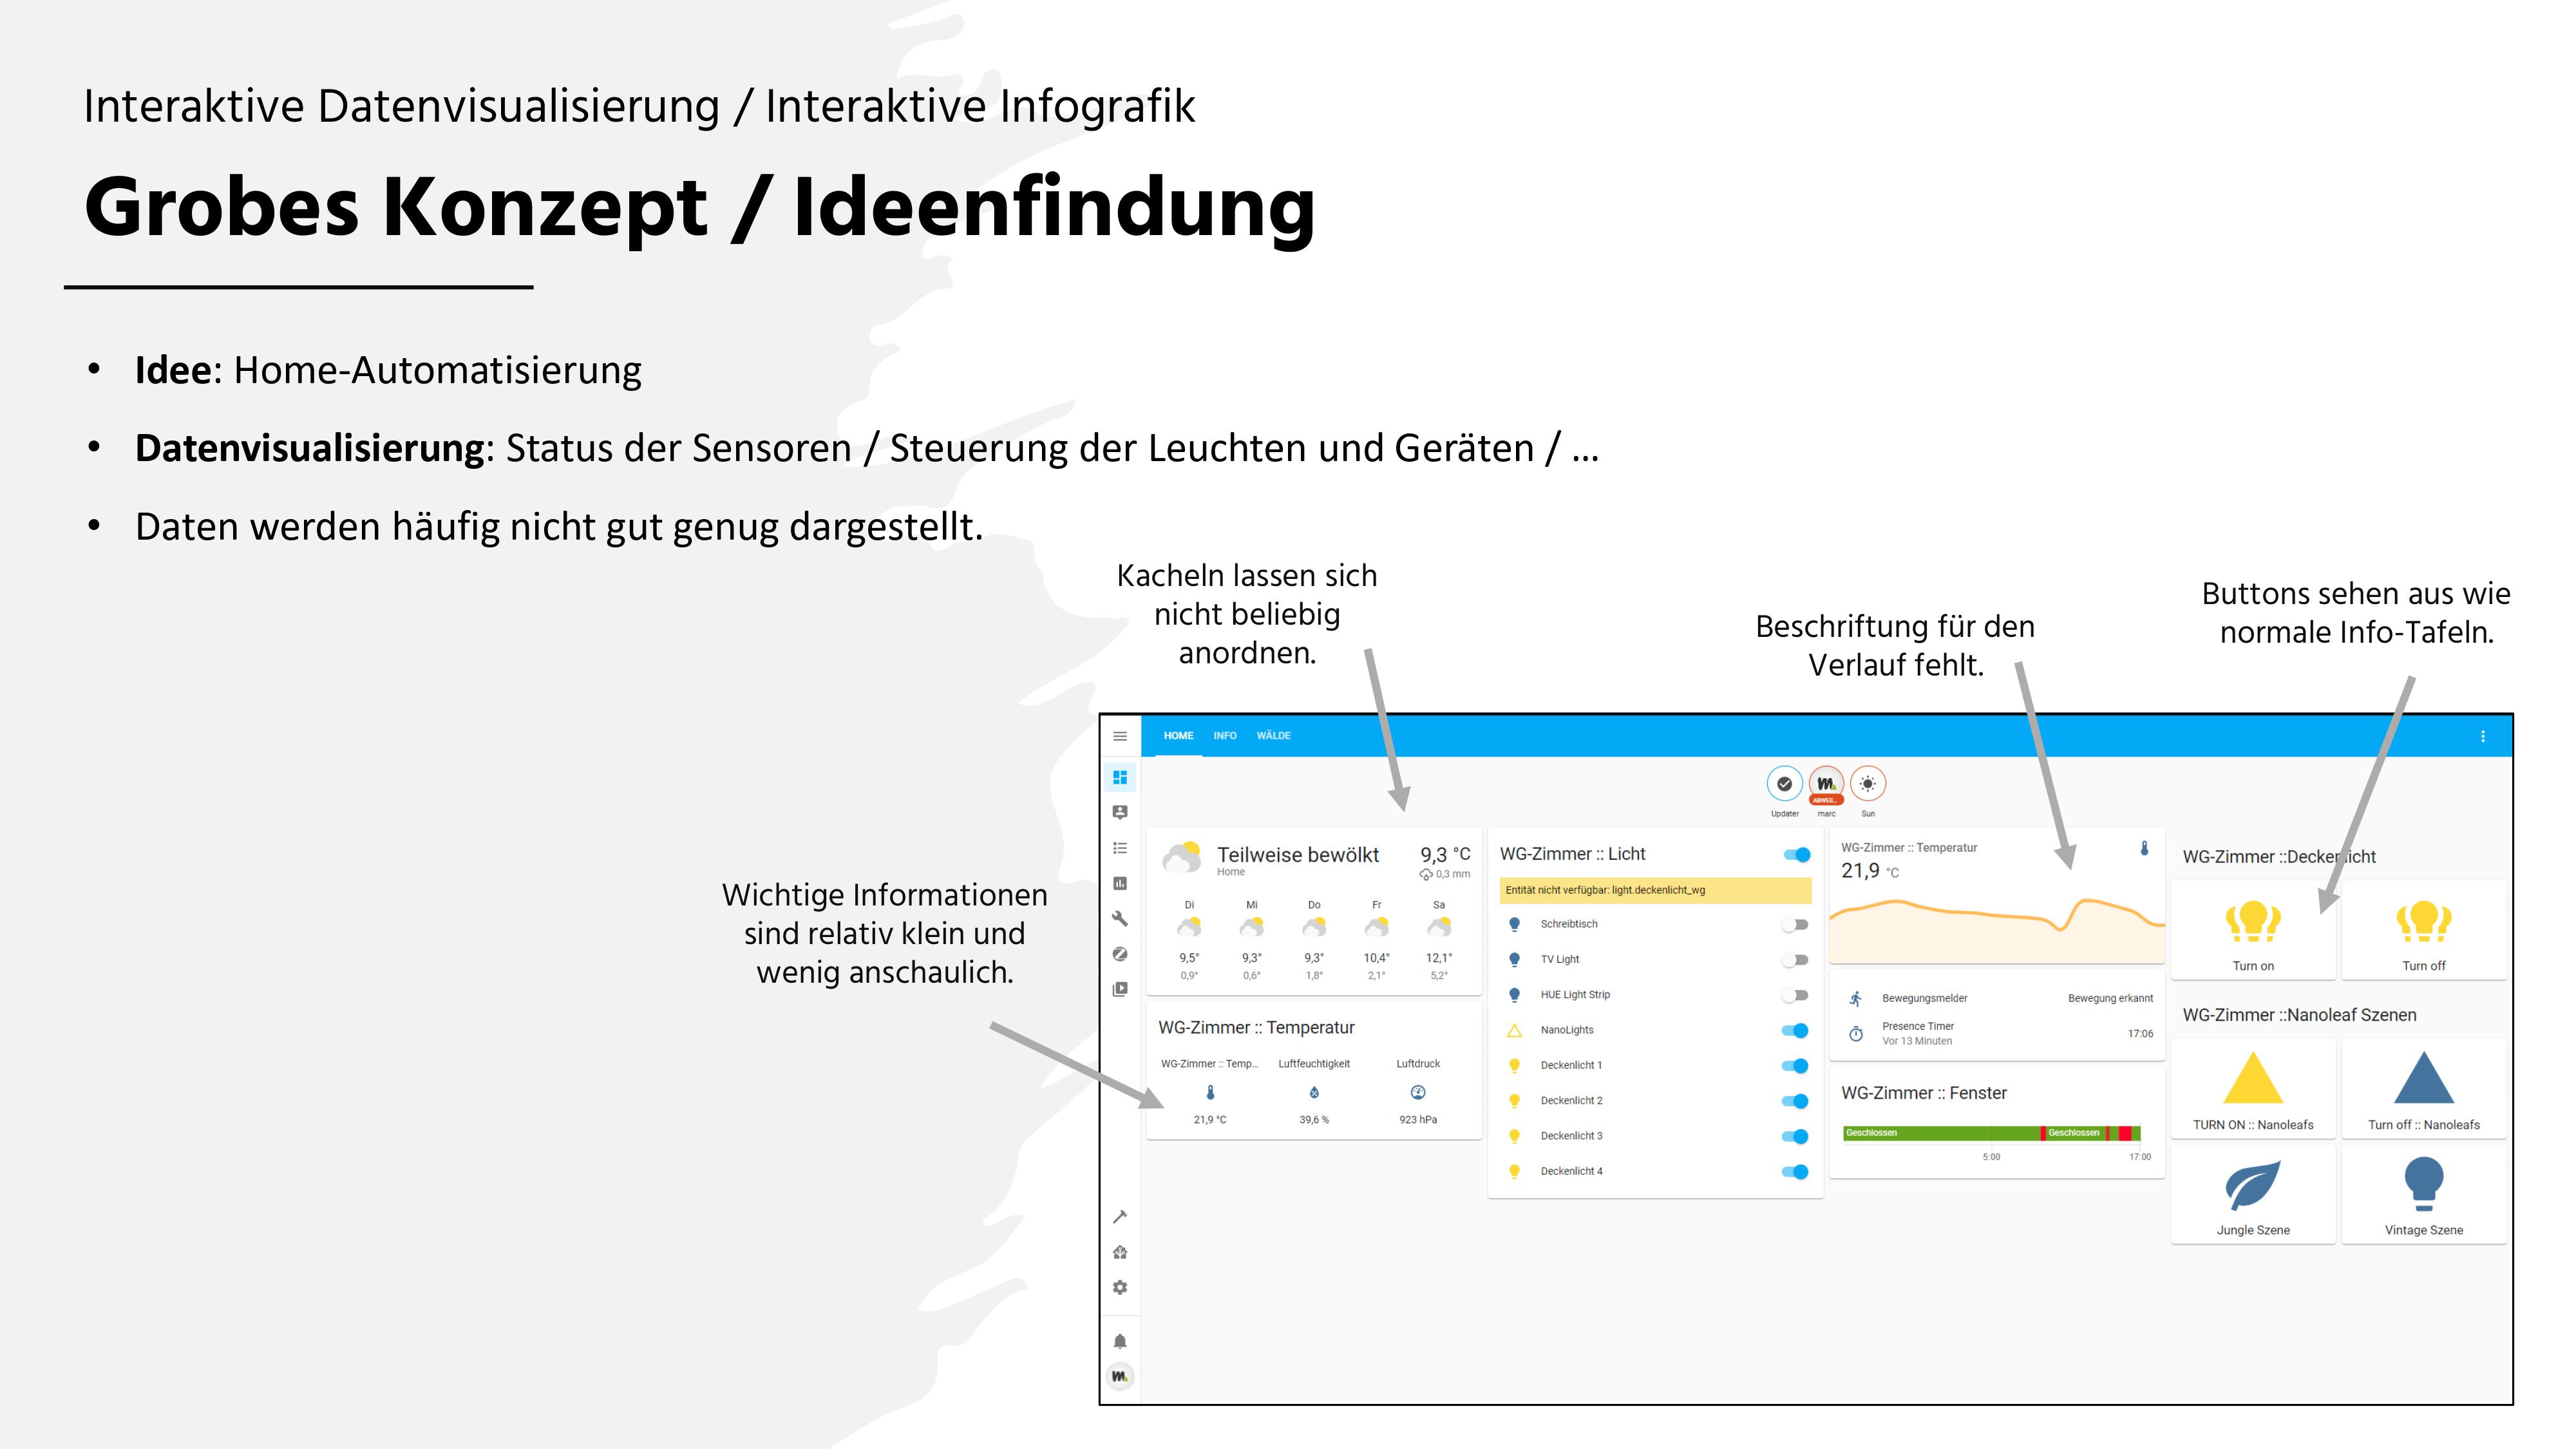 Interaktive Datenvisualisierung / Interaktive Infografik
Grobes Konzept / Ideenfindung
• Idee: Home-Automatisierung
• Datenvisualisierung: Status der Sensoren / Steuerung der Leuchten und Geräten / ...
• Daten werden häufig nicht gut genug dargestellt.
Kacheln lassen sich
nicht beliebig
anordnen.
Beschriftung für den
Verlauf fehlt.
Buttons sehen aus wie
normale Info-Tafeln.
Wichtige Informationen
sind relativ klein und
wenig anschaulich.
HOME INFO WÄLDE
m.
ABWES...
Updater marc Sun
Teilweise bewölkt 9,3 °C
Home 0,3 mm
Di Mi Do Fr Sa
9,5° 9,3° 9,3° 10,4° 12,1°
0,9° 0,6° 1,8° 2,1° 5,2°
WG-Zimmer :: Temperatur
WG-Zimmer :: Temp... Luftfeuchtigkeit Luftdruck
21,9 °C 39,6 % 923 hPa
WG-Zimmer :: Licht
Entität nicht verfügbar: light.deckenlicht_wg
Schreibtisch
TV Light
HUE Light Strip
NanoLights
Deckenlicht 1
Deckenlicht 2
Deckenlicht 3
Deckenlicht 4
WG-Zimmer :: Temperatur
21,9 °C
Bewegungsmelder Bewegung erkannt
Presence Timer 17:06
Vor 13 Minuten
WG-Zimmer :: Fenster
Geschlossen Geschlossen
5:00 17:00
WG-Zimmer ::Deckenlicht
Turn on Turn off
WG-Zimmer ::Nanoleaf Szenen
TURN ON :: Nanoleafs Turn off :: Nanoleafs
Jungle Szene Vintage Szene
m.